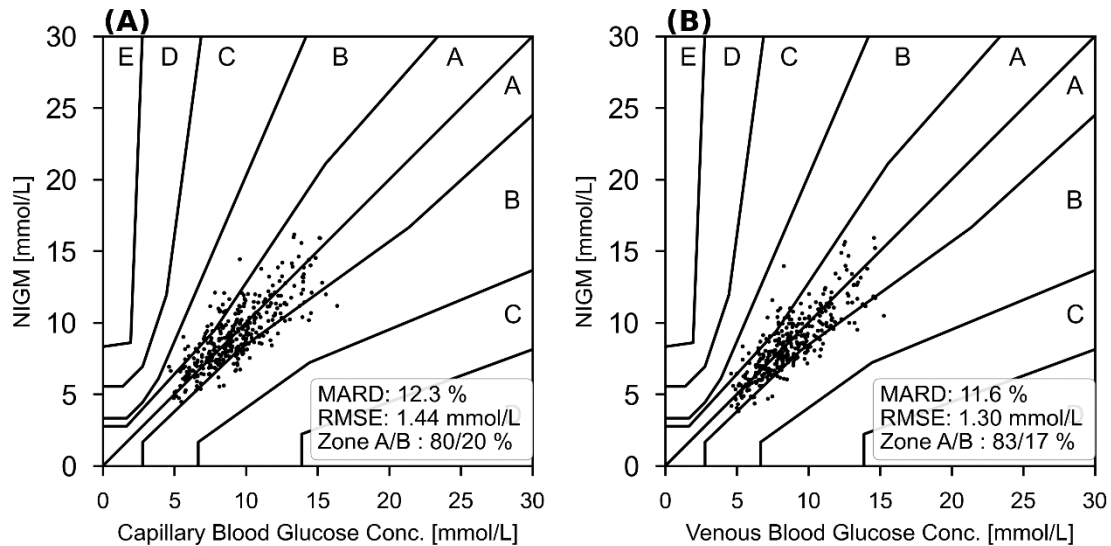 (A)
30
25
20
15
10
5
0
NIGM [mmol/L]
E D C B A
A
B
C
MARD: 12.3 %
RMSE: 1.44 mmol/L
Zone A/B : 80/20 %
D
0 5 10 15 20 25 30
Capillary Blood Glucose Conc. [mmol/L]
(B)
30
25
20
15
10
5
0
NIGM [mmol/L]
E D C B A
A
B
C
MARD: 11.6 %
RMSE: 1.30 mmol/L
Zone A/B : 83/17 %
D
0 5 10 15 20 25 30
Venous Blood Glucose Conc. [mmol/L]